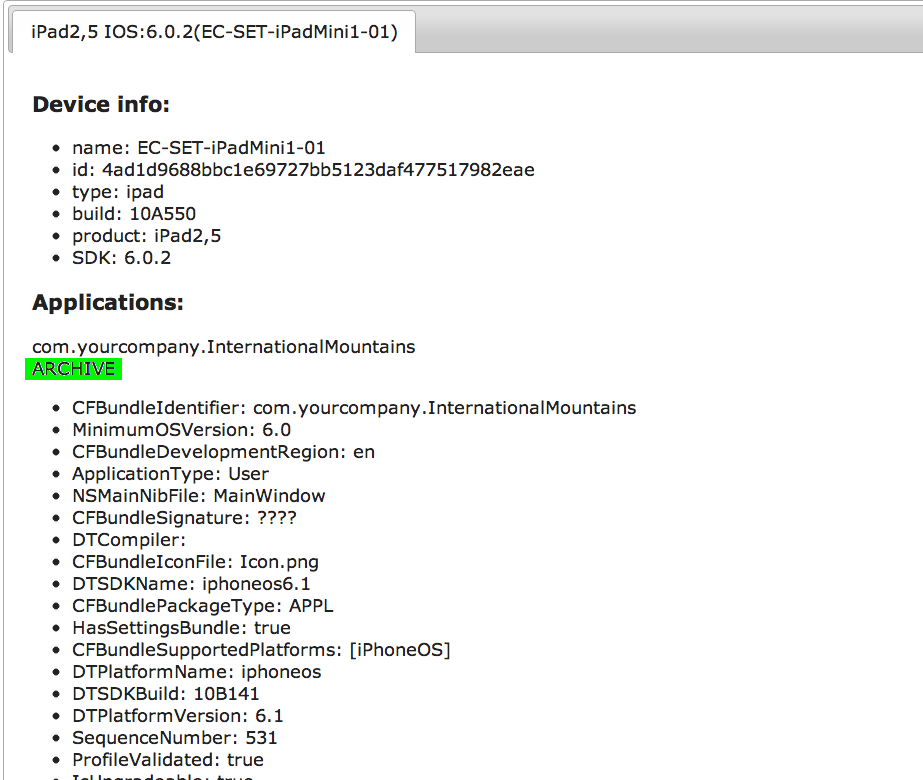 iPad2,5 IOS:6.0.2(EC-SET-iPadMini1-01)
Device info:
name: EC-SET-iPadMini1-01
id: 4ad1d9688bbc1e69727bb5123daf477517982eae
type: ipad
build: 10A550
product: iPad2,5
SDK: 6.0.2
Applications:
com.yourcompany.InternationalMountains
ARCHIVE
CFBundleIdentifier: com.yourcompany.InternationalMountains
MinimumOSVersion: 6.0
CFBundleDevelopmentRegion: en
ApplicationType: User
NSMainNibFile: MainWindow
CFBundleSignature: ????
DTCompiler:
CFBundleIconFile: Icon.png
DTSDKName: iphoneos6.1
CFBundlePackageType: APPL
HasSettingsBundle: true
CFBundleSupportedPlatforms: [iPhoneOS]
DTPlatformName: iphoneos
DTSDKBuild: 10B141
DTPlatformVersion: 6.1
SequenceNumber: 531
ProfileValidated: true
IsUpgradeable: true